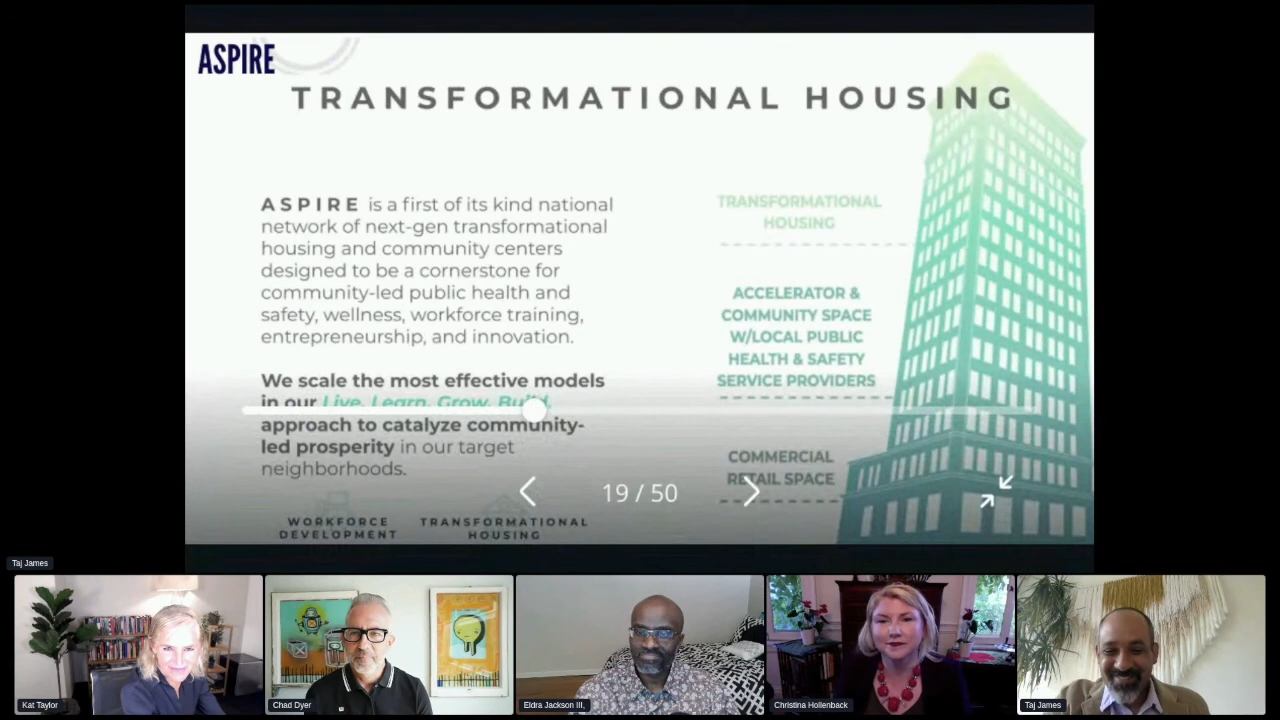 ASPIRE
TRANSFORMATIONAL HOUSING
ASPIRE is a first of its kind national
network of next-gen transformational
housing and community centers
designed to be a cornerstone for
community-led public health and
safety, wellness, workforce training,
entrepreneurship, and innovation.
We scale the most effective models
in our Live, Learn, Grow, Build,
approach to catalyze community-
led prosperity in our target
neighborhoods.
WORKFORCE
DEVELOPMENT
TRANSFORMATIONAL
HOUSING
TRANSFORMATIONAL
HOUSING
ACCELERATOR &
COMMUNITY SPACE
W/LOCAL PUBLIC
HEALTH & SAFETY
SERVICE PROVIDERS
COMMERCIAL
RETAIL SPACE
19 / 50
Taj James
Kat Taylor
Chad Dyer
Eldra Jackson III,
Christina Hollenback
Taj James